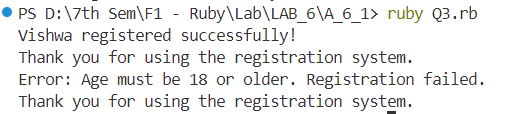 PS D:\7th Sem\F1 - Ruby\Lab\LAB_6\A_6_1> ruby Q3.rb
Vishwa registered successfully!
Thank you for using the registration system.
Error: Age must be 18 or older. Registration failed.
Thank you for using the registration system.